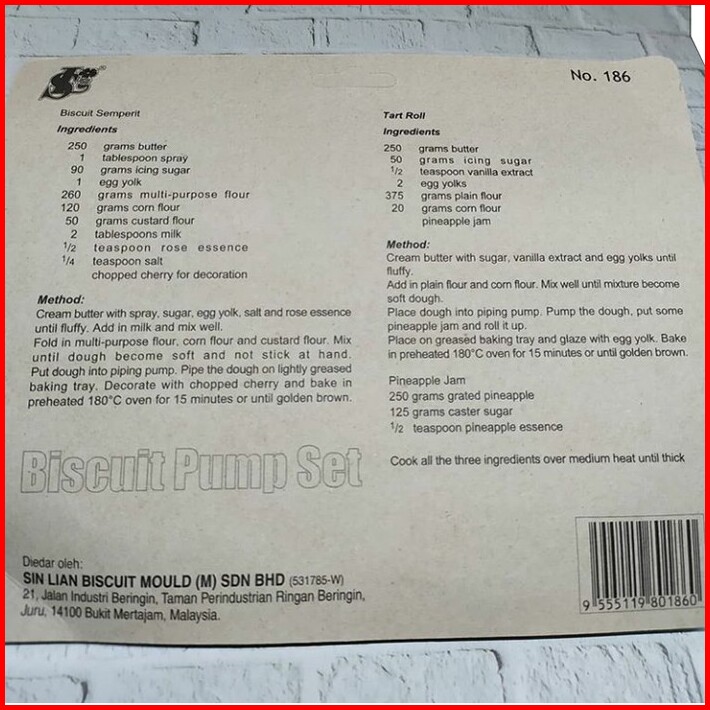 No. 186
Biscuit Semperit
Ingredients
250 grams butter
1 tablespoon spray
90 grams icing sugar
1 egg yolk
260 grams multi-purpose flour
120 grams corn flour
50 grams custard flour
2 tablespoons milk
1/2 teaspoon rose essence
1/4 teaspoon salt
chopped cherry for decoration
Method:
Cream butter with spray, sugar, egg yolk, salt and rose essence
until fluffy. Add in milk and mix well.
Fold in multi-purpose flour, corn flour and custard flour. Mix
until dough become soft and not stick at hand.
Put dough into piping pump. Pipe the dough on lightly greased
baking tray. Decorate with chopped cherry and bake in
preheated 180°C oven for 15 minutes or until golden brown.
Tart Roll
Ingredients
250 grams butter
50 grams icing sugar
1/2 teaspoon vanilla extract
2 egg yolks
375 grams plain flour
20 grams corn flour
pineapple jam
Method:
Cream butter with sugar, vanilla extract and egg yolks until
fluffy.
Add in plain flour and corn flour. Mix well until mixture become
soft dough.
Place dough into piping pump. Pump the dough, put some
pineapple jam and roll it up.
Place on greased baking tray and glaze with egg yolk. Bake
in preheated 180°C oven for 15 minutes or until golden brown.
Pineapple Jam
250 grams grated pineapple
125 grams caster sugar
1/2 teaspoon pineapple essence
Cook all the three ingredients over medium heat until thick
Biscuit Pump Set
Diedar oleh:
SIN LIAN BISCUIT MOULD (M) SDN BHD (531785-W)
21, Jalan Industri Beringin, Taman Perindustrian Ringan Beringin,
Juru, 14100 Bukit Mertajam, Malaysia.
9 555119 801860